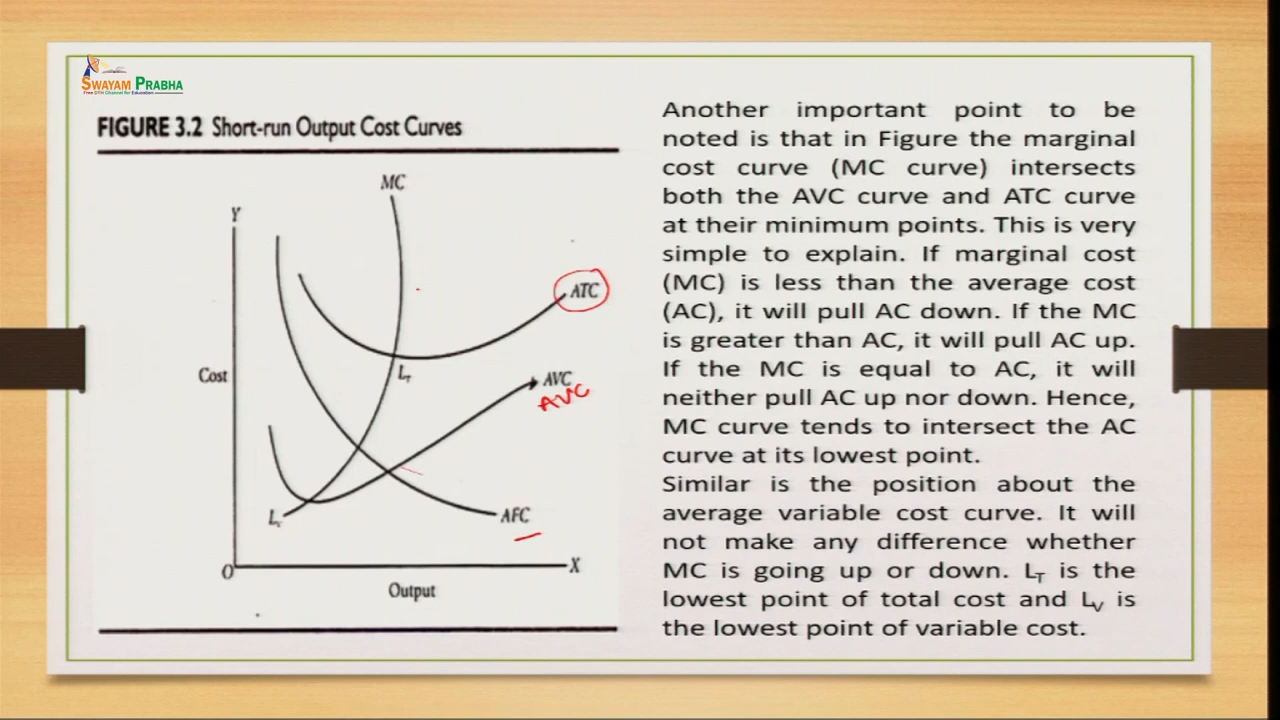 SWAYAM PRABHA
Free DTH Channel for Education
FIGURE 3.2 Short-run Output Cost Curves
MC
Y
ATC
Cost
LT
AVC
AVC
Lv
AFC
O
X
Output
Another important point to be
noted is that in Figure the marginal
cost curve (MC curve) intersects
both the AVC curve and ATC curve
at their minimum points. This is very
simple to explain. If marginal cost
(MC) is less than the average cost
(AC), it will pull AC down. If the MC
is greater than AC, it will pull AC up.
If the MC is equal to AC, it will
neither pull AC up nor down. Hence,
MC curve tends to intersect the AC
curve at its lowest point.
Similar is the position about the
average variable cost curve. It will
not make any difference whether
MC is going up or down. LT is the
lowest point of total cost and LV is
the lowest point of variable cost.